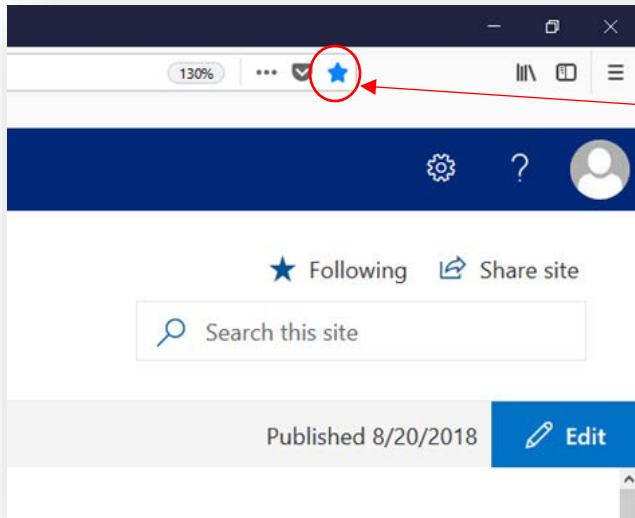 130%
?
Following Share site
Search this site
Published 8/20/2018 Edit